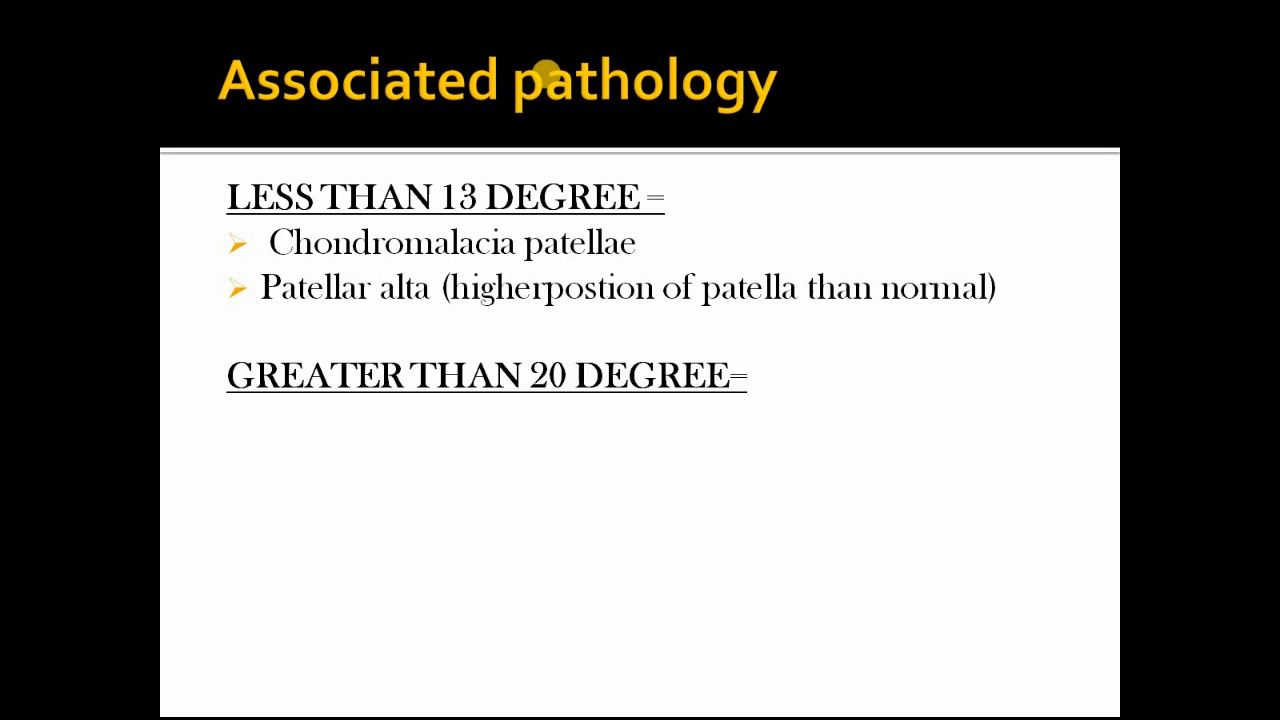 Associated pathology
LESS THAN 13 DEGREE =
Chondromalacia patellae
Patellar alta (higherpostion of patella than normal)
GREATER THAN 20 DEGREE=